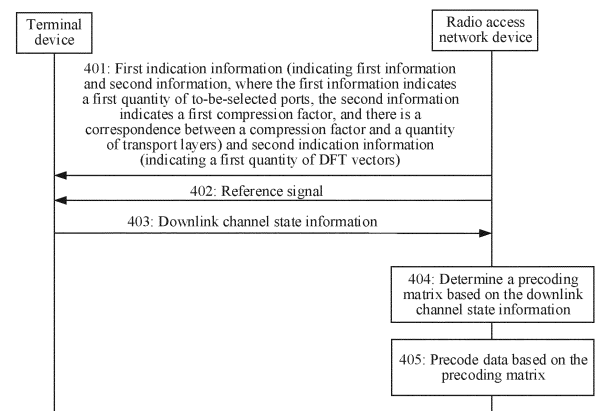 Terminal
device
Radio access
network device
401: First indication information (indicating first information
and second information, where the first information indicates
a first quantity of to-be-selected ports, the second information
indicates a first compression factor, and there is a
correspondence between a compression factor and a quantity
of transport layers) and second indication information
(indicating a first quantity of DFT vectors)
402: Reference signal
403: Downlink channel state information
404: Determine a precoding
matrix based on the downlink
channel state information
405: Precode data based on the
precoding matrix